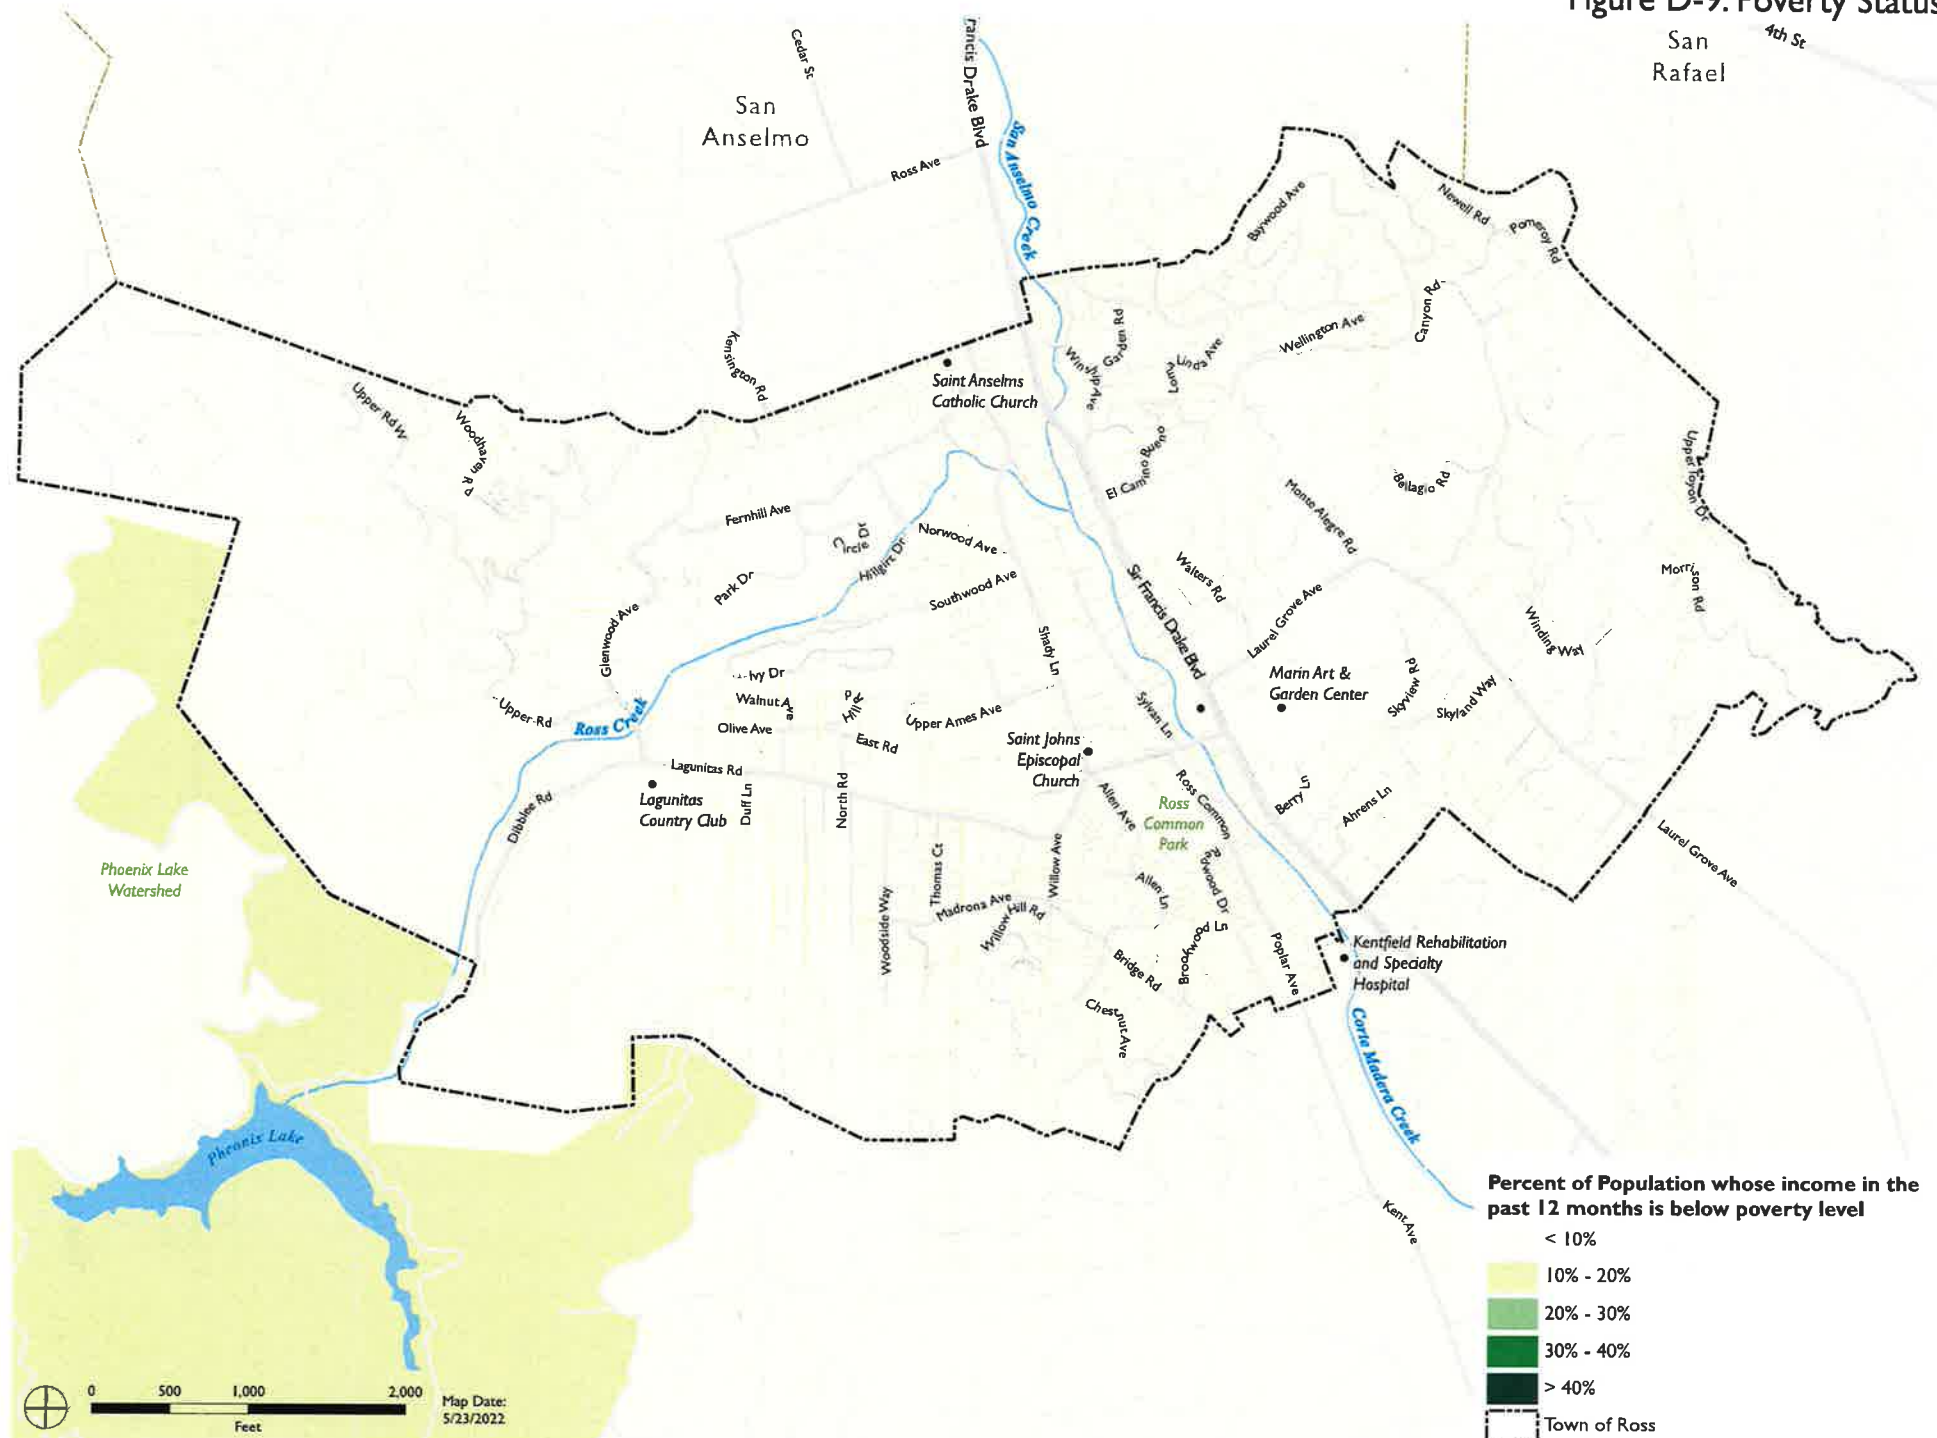 Figure D-9. Poverty Status
San
Rafael
4th St
Cedar St
rancis Drake Blvd
San
Anselmo
San Anselmo Creek
Ross Ave
Baywood Ave
Newell Rd
Pomeroy Rd
Canyon Rd
Kensington Rd
Garden Rd
Winship Ave
Loma Linda Ave
Wellington Ave
Saint Anselms
Catholic Church
Upper Rd W
Woodhaven Rd
El Camino Bueno
Bellagio Rd
Upper Toyon Dr
Monte Alegre Rd
Fernhill Ave
Circle Dr
Hillgirt Dr
Norwood Ave
Southwood Ave
Park Dr
Glenwood Ave
Sir Francis Drake Blvd
Walters Rd
Laurel Grove Ave
Morrison Rd
Winding Way
Shady Ln
Ivy Dr
Walnut Ave
Olive Ave
Hill Rd
East Rd
Upper Ames Ave
Sylvan Ln
Marin Art &
Garden Center
Skyview Rd
Skyland Way
Upper Rd
Ross Creek
Saint Johns
Episcopal
Church
Lagunitas Rd
Lagunitas
Country Club
Duff Ln
North Rd
Dibblee Rd
Allen Ave
Ross
Common
Park
Ross Common
Berry Ln
Ahrens Ln
Laurel Grove Ave
Phoenix Lake
Watershed
Thomas Ct
Willow Ave
Woodside Way
Madrona Ave
Willow Hill Rd
Allen Ln
Redwood Dr
Brookwood Ln
Bridge Rd
Poplar Ave
Chestnut Ave
Kentfield Rehabilitation
and Specialty
Hospital
Corte Madera Creek
Pheonix Lake
Kent Ave
Percent of Population whose income in the
past 12 months is below poverty level
< 10%
10% - 20%
20% - 30%
30% - 40%
> 40%
Town of Ross
0 500 1,000 2,000
Feet
Map Date:
5/23/2022